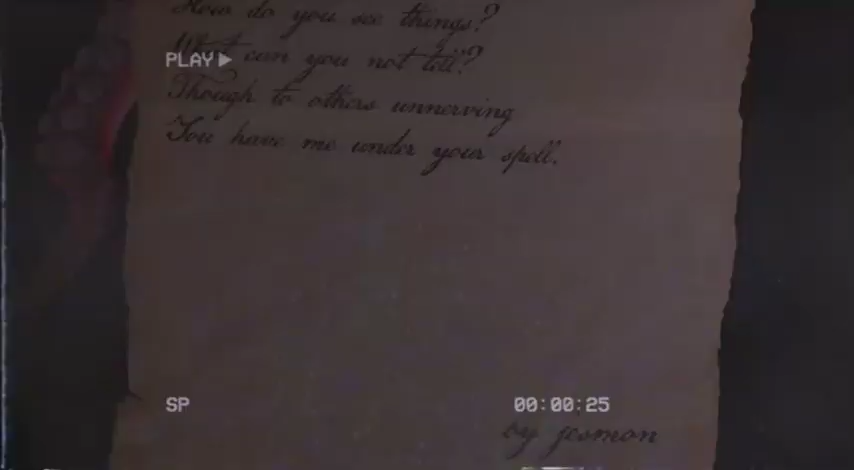 How do you see things?
What can you not tell?
PLAY▶
Though to others unnerving
You have me under your spell.
SP
00:00:25
by jesmon